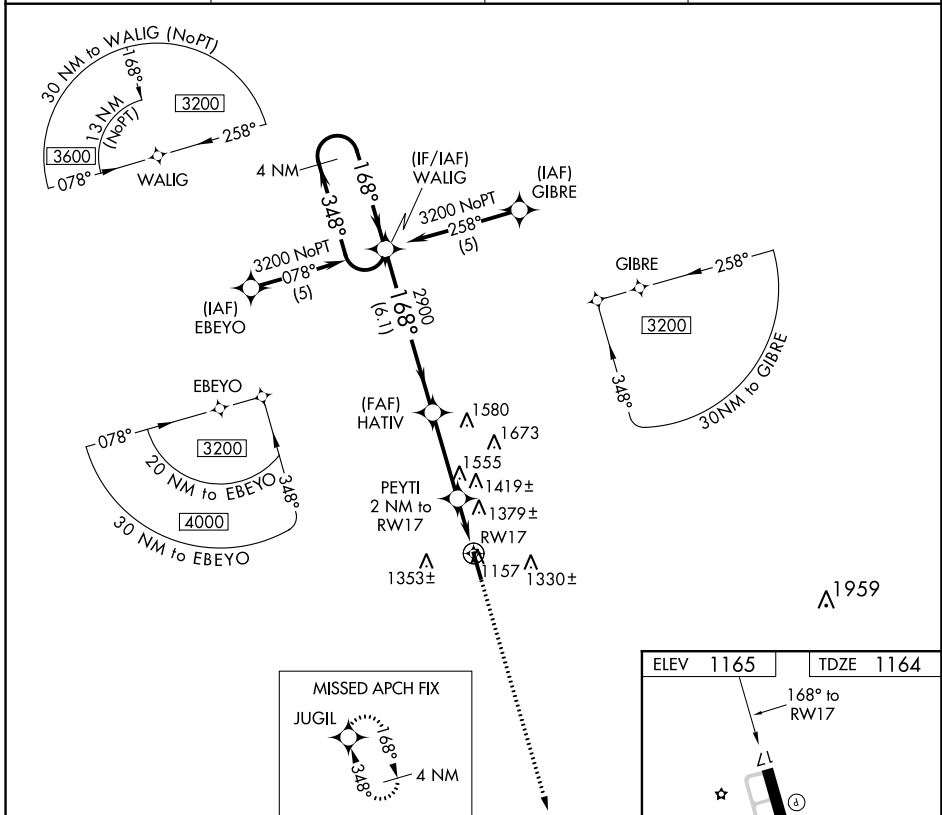 30 NM to WALIG (NoPT)
168°
13 NM
(NoPT)
3200
3600
258°
078°
WALIG
4 NM
168°
348°
(IF/IAF)
WALIG
(IAF)
GIBRE
3200 NoPT
258°
(5)
3200 NoPT
078°
(5)
(IAF)
EBEYO
2900
168°
(6.1)
GIBRE
258°
3200
348°
30NM to GIBRE
EBEYO
078°
3200
20 NM to EBEYO
348°
4000
30 NM to EBEYO
(FAF)
HATIV
1580
1673
1555
1419±
PEYTI
2 NM to
RW17
1379±
RW17
1353±
1157
1330±
1959
MISSED APCH FIX
JUGIL
168°
348°
4 NM
ELEV 1165
TDZE 1164
168° to
RW17
17
P